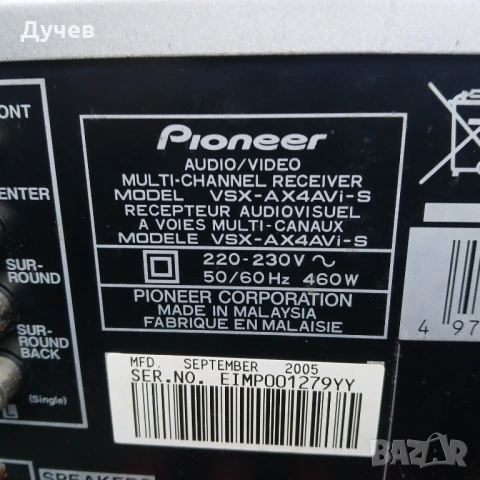 Дучев
ONT
ENTER
SUR-
ROUND
SUR-
ROUND
BACK
(Single)
L
SPEAKERS
Pioneer
AUDIO/VIDEO
MULTI-CHANNEL RECEIVER
MODEL VSX-AX4AVi-S
RECEPTEUR AUDIOVISUEL
A VOIES MULTI-CANAUX
MODELE VSX-AX4AVi-S
220-230V ~
50/60Hz 460W
PIONEER CORPORATION
MADE IN MALAYSIA
FABRIQUE EN MALAISIE
MFD. SEPTEMBER 2005
SER.NO. EIMP001279YY
4 97
BAZAR